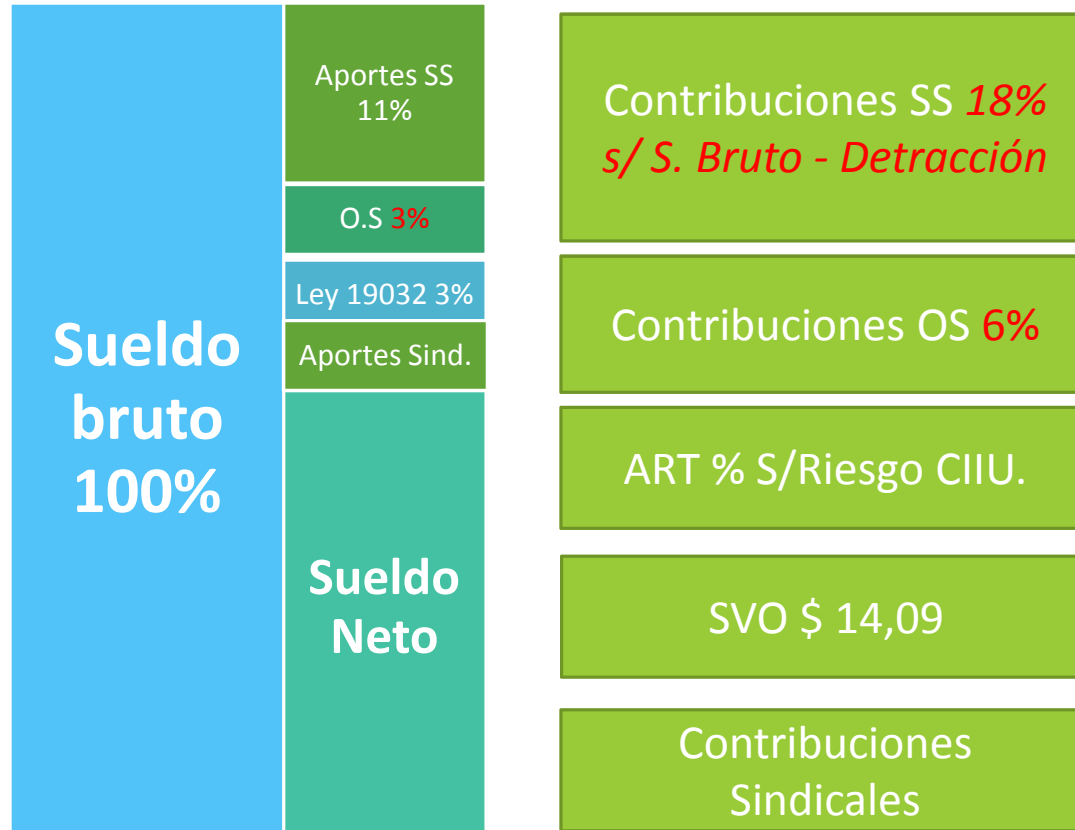 Sueldo
bruto
100%
Aportes SS
11%
O.S 3%
Ley 19032 3%
Aportes Sind.
Sueldo
Neto
Contribuciones SS 18%
s/ S. Bruto - Detracción
Contribuciones OS 6%
ART % S/Riesgo CIIU.
SVO $ 14,09
Contribuciones
Sindicales